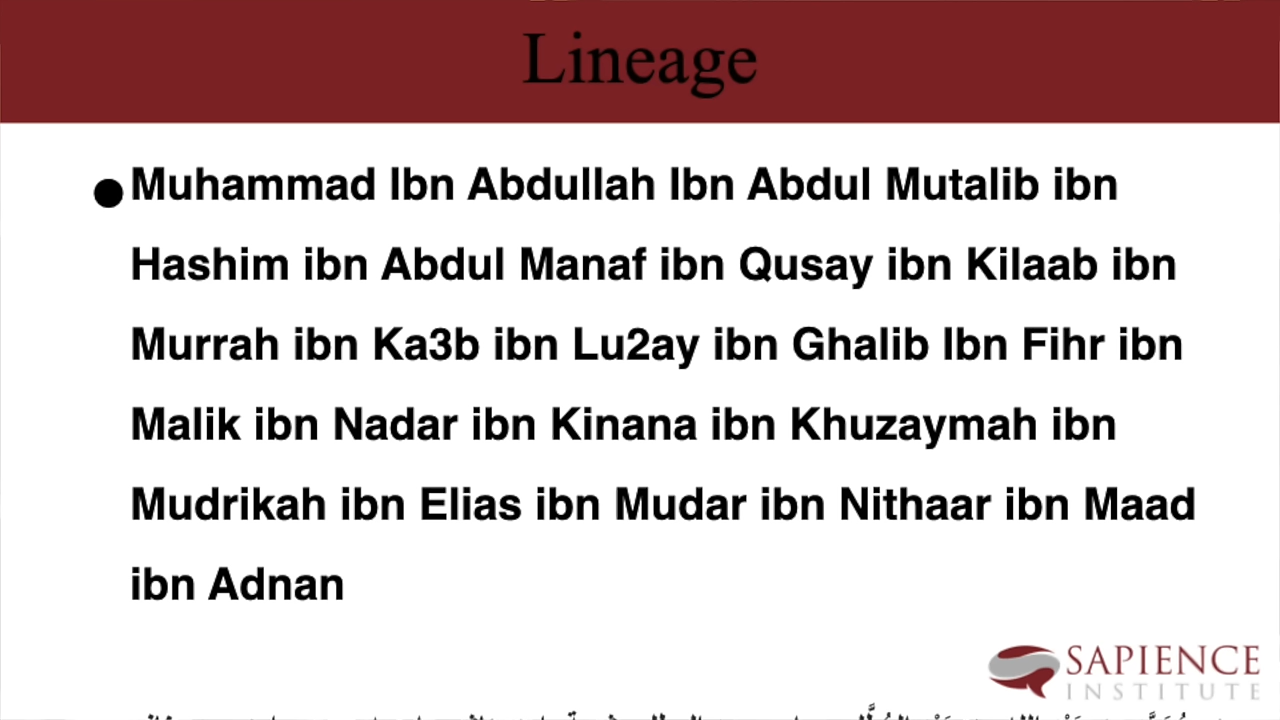 Lineage
● Muhammad Ibn Abdullah Ibn Abdul Mutalib ibn
Hashim ibn Abdul Manaf ibn Qusay ibn Kilaab ibn
Murrah ibn Ka3b ibn Lu2ay ibn Ghalib Ibn Fihr ibn
Malik ibn Nadar ibn Kinana ibn Khuzaymah ibn
Mudrikah ibn Elias ibn Mudar ibn Nithaar ibn Maad
ibn Adnan
SAPIENCE
INSTITUTE